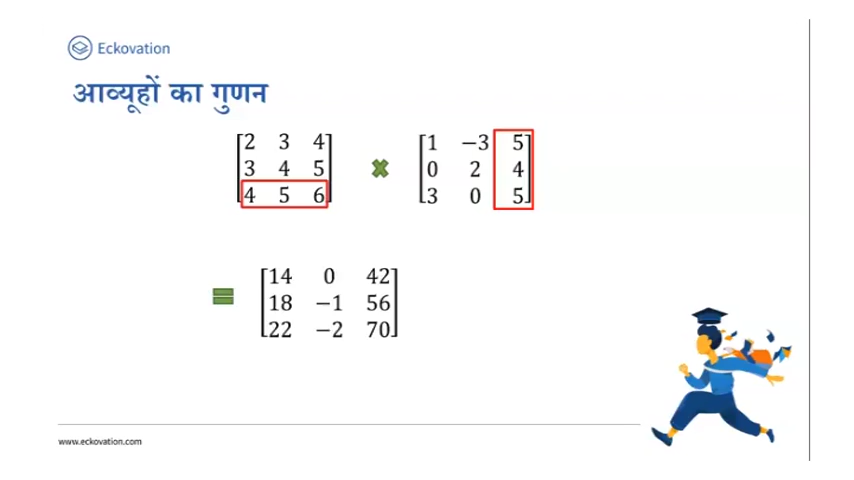 Eckovation
आव्यूहों का गुणन
2 3 4 1 −3 5
3 4 5 × 0 2 4
4 5 6 3 0 5
14 0 42
= 18 −1 56
22 −2 70
www.eckovation.com